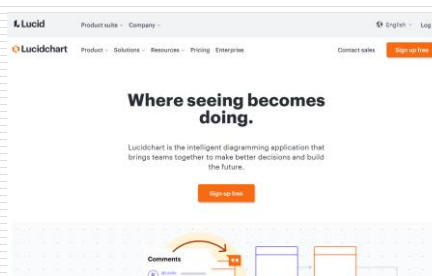 Lucid Product suite Company English Log
Lucidchart Product Solutions Resources Pricing Enterprise Contact sales Sign up free
Where seeing becomes
doing.
Lucidchart is the intelligent diagramming application that
brings teams together to make better decisions and build
the future.
Sign up free
Comments